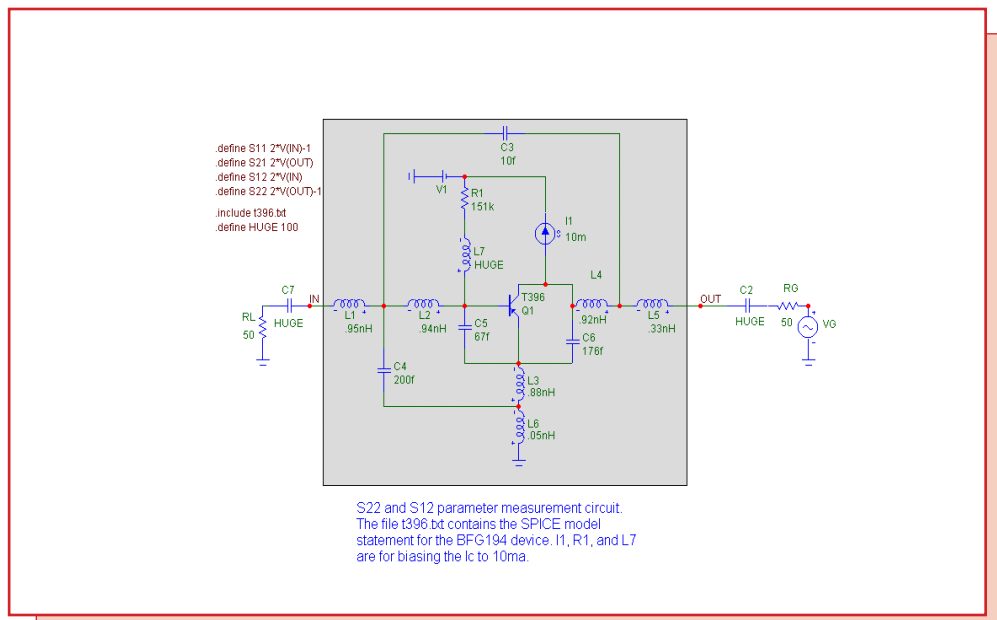 .define S11 2*V(IN)-1
.define S21 2*V(OUT)
.define S12 2*V(IN)
.define S22 2*V(OUT)-1
.include t396.txt
.define HUGE 100
C3
10f
V1
R1
151k
I1
10m
L7
HUGE
L4
.92nH
T396
Q1
C7
HUGE
IN
L1
.95nH
L2
.94nH
RL
50
C5
67f
C6
176f
L5
.33nH
OUT
C2
HUGE
RG
50
VG
C4
200f
L3
.88nH
L6
.05nH
S22 and S12 parameter measurement circuit.
The file t396.txt contains the SPICE model
statement for the BFG194 device. I1, R1, and L7
are for biasing the Ic to 10ma.